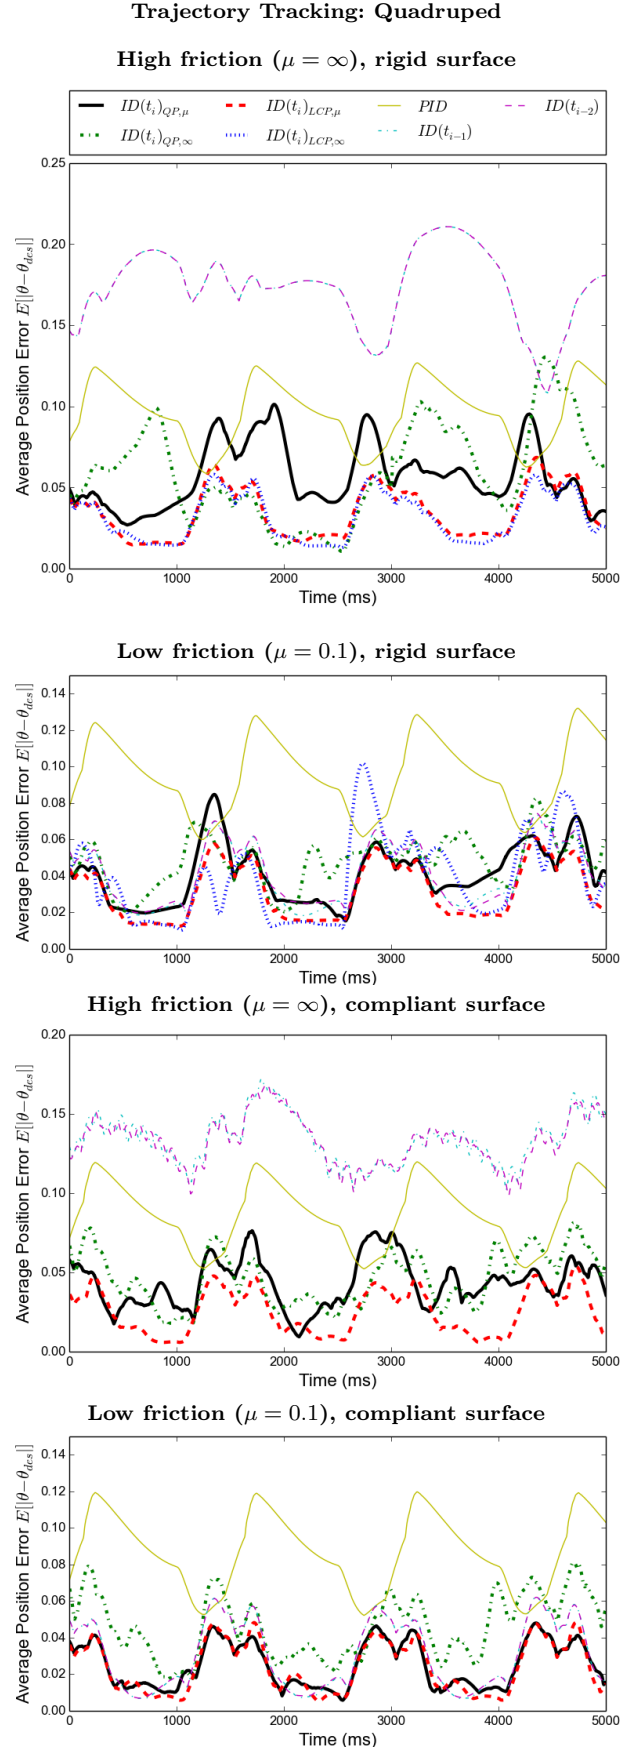 Trajectory Tracking: Quadruped
High friction (μ = ∞), rigid surface
ID(t_i)_{QP,μ} ID(t_i)_{LCP,μ} PID ID(t_{i−2})
ID(t_i)_{QP,∞} ID(t_i)_{LCP,∞} ID(t_{i−1})
Average Position Error E[|θ−θ_{des}|]
0.25
0.20
0.15
0.10
0.05
0.00
0 1000 2000 3000 4000 5000
Time (ms)
Low friction (μ = 0.1), rigid surface
Average Position Error E[|θ−θ_{des}|]
0.14
0.12
0.10
0.08
0.06
0.04
0.02
0.00
0 1000 2000 3000 4000 5000
Time (ms)
High friction (μ = ∞), compliant surface
Average Position Error E[|θ−θ_{des}|]
0.20
0.15
0.10
0.05
0.00
0 1000 2000 3000 4000 5000
Time (ms)
Low friction (μ = 0.1), compliant surface
Average Position Error E[|θ−θ_{des}|]
0.14
0.12
0.10
0.08
0.06
0.04
0.02
0.00
0 1000 2000 3000 4000 5000
Time (ms)